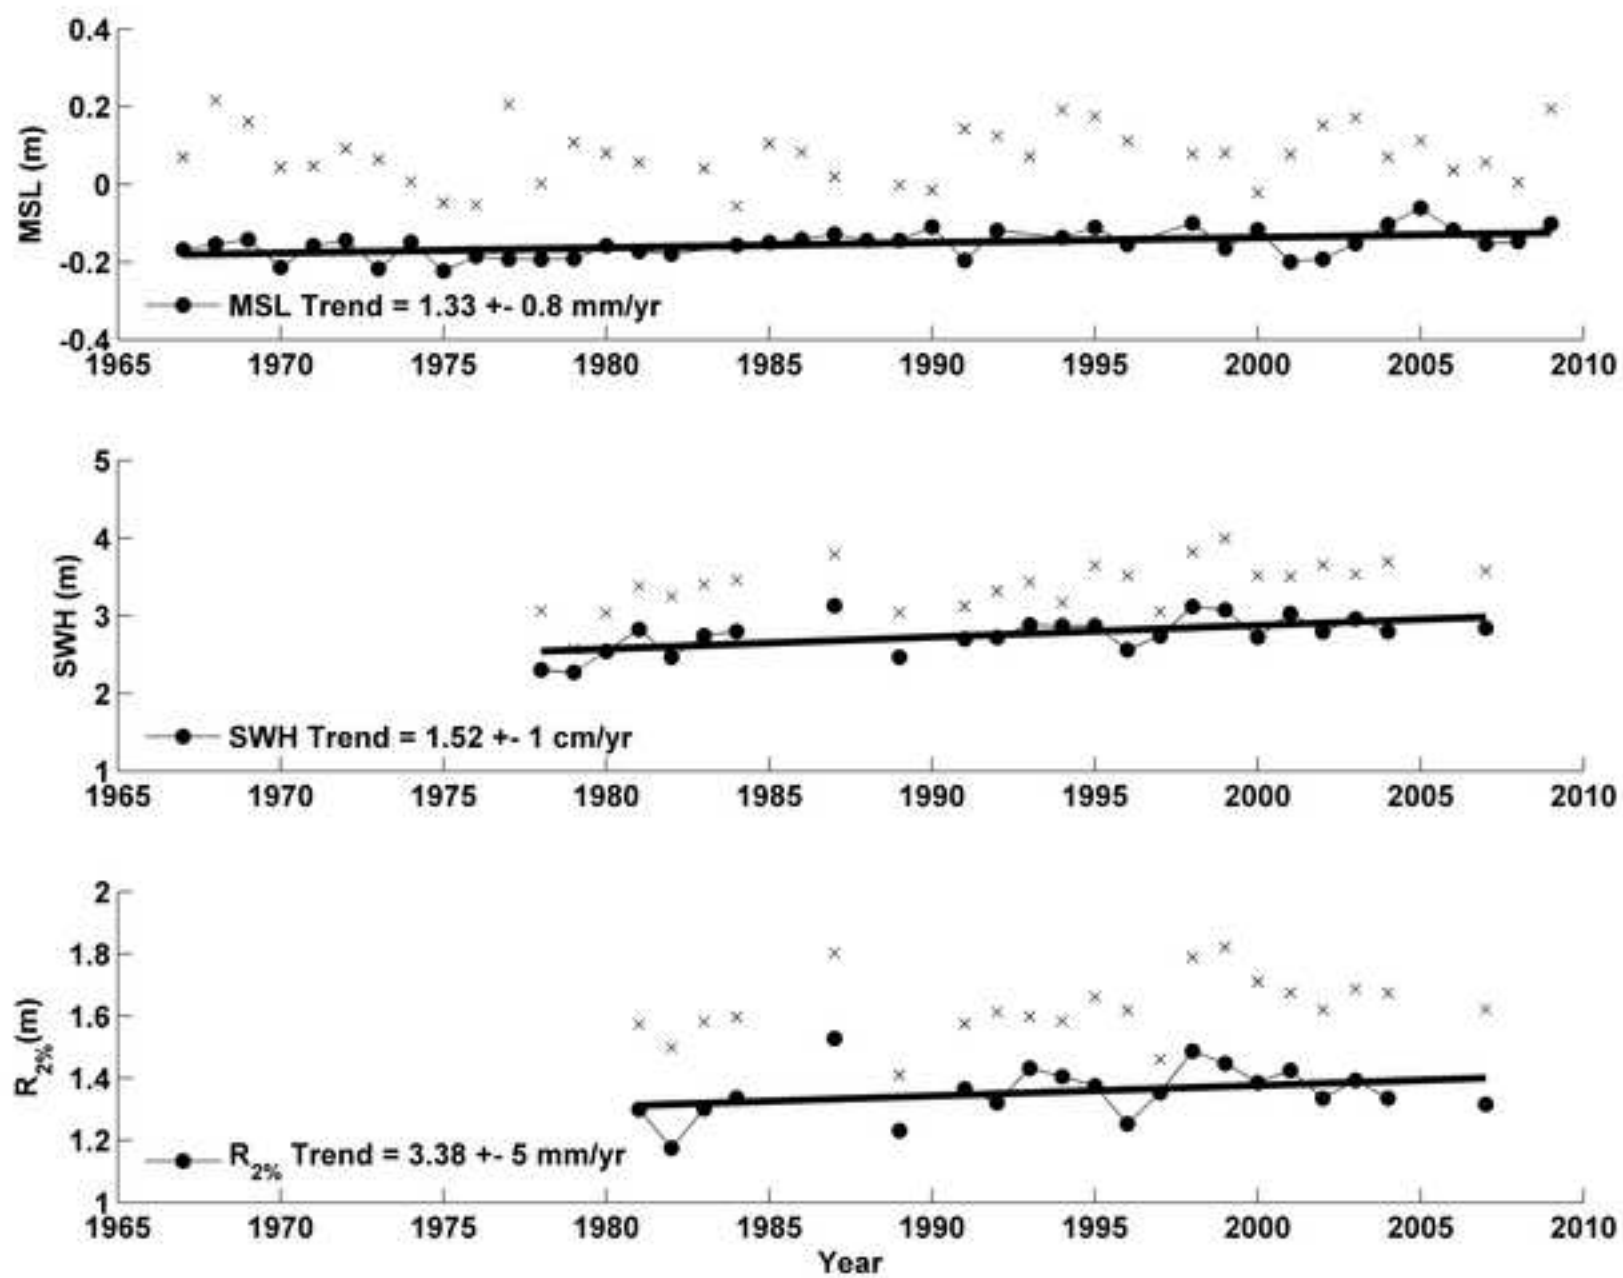 0.4
0.2
0
-0.2
-0.4
MSL (m)
MSL Trend = 1.33 +- 0.8 mm/yr
1965 1970 1975 1980 1985 1990 1995 2000 2005 2010
5
4
3
2
1
SWH (m)
SWH Trend = 1.52 +- 1 cm/yr
1965 1970 1975 1980 1985 1990 1995 2000 2005 2010
2
1.8
1.6
1.4
1.2
1
R2%(m)
R2% Trend = 3.38 +- 5 mm/yr
1965 1970 1975 1980 1985 1990 1995 2000 2005 2010
Year